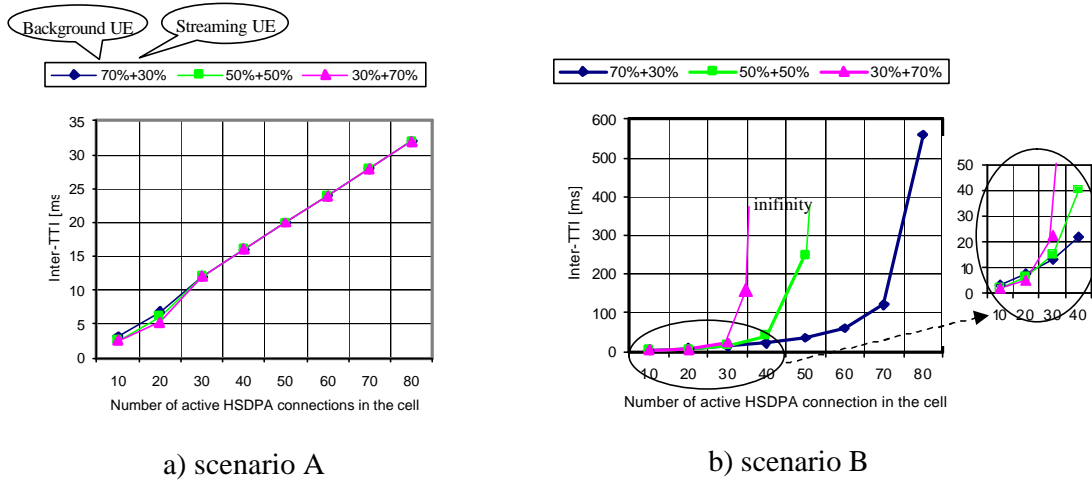 Background UE
Streaming UE
70%+30% 50%+50% 30%+70%
35
30
25
20
15
10
5
0
Inter-TTI [ms
10 20 30 40 50 60 70 80
Number of active HSDPA connections in the cell
a) scenario A
70%+30% 50%+50% 30%+70%
600
500
400
300
200
100
0
Inter-TTI [ms]
inifinity
10 20 30 40 50 60 70 80
Number of active HSDPA connection in the cell
50
40
30
20
10
0
10 20 30 40
b) scenario B